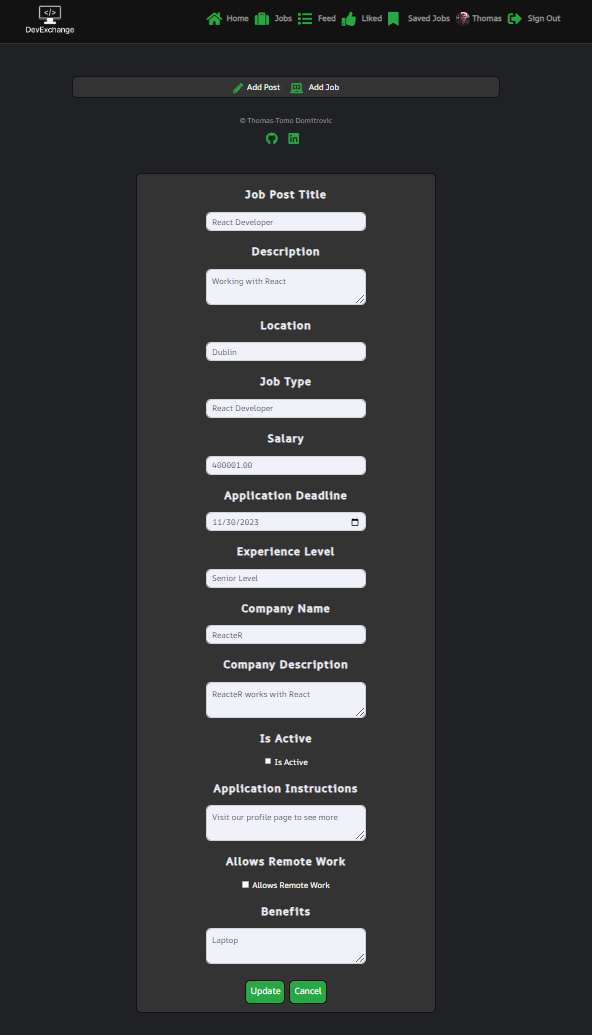 </>
DevExchange
Home Jobs Feed Liked Saved Jobs Thomas Sign Out
Add Post Add Job
© Thomas-Tomo Domitrovic
Job Post Title
React Developer
Description
Working with React
Location
Dublin
Job Type
React Developer
Salary
400001.00
Application Deadline
11/30/2023
Experience Level
Senior Level
Company Name
ReacteR
Company Description
ReacteR works with React
Is Active
Is Active
Application Instructions
Visit our profile page to see more
Allows Remote Work
Allows Remote Work
Benefits
Laptop
Update Cancel